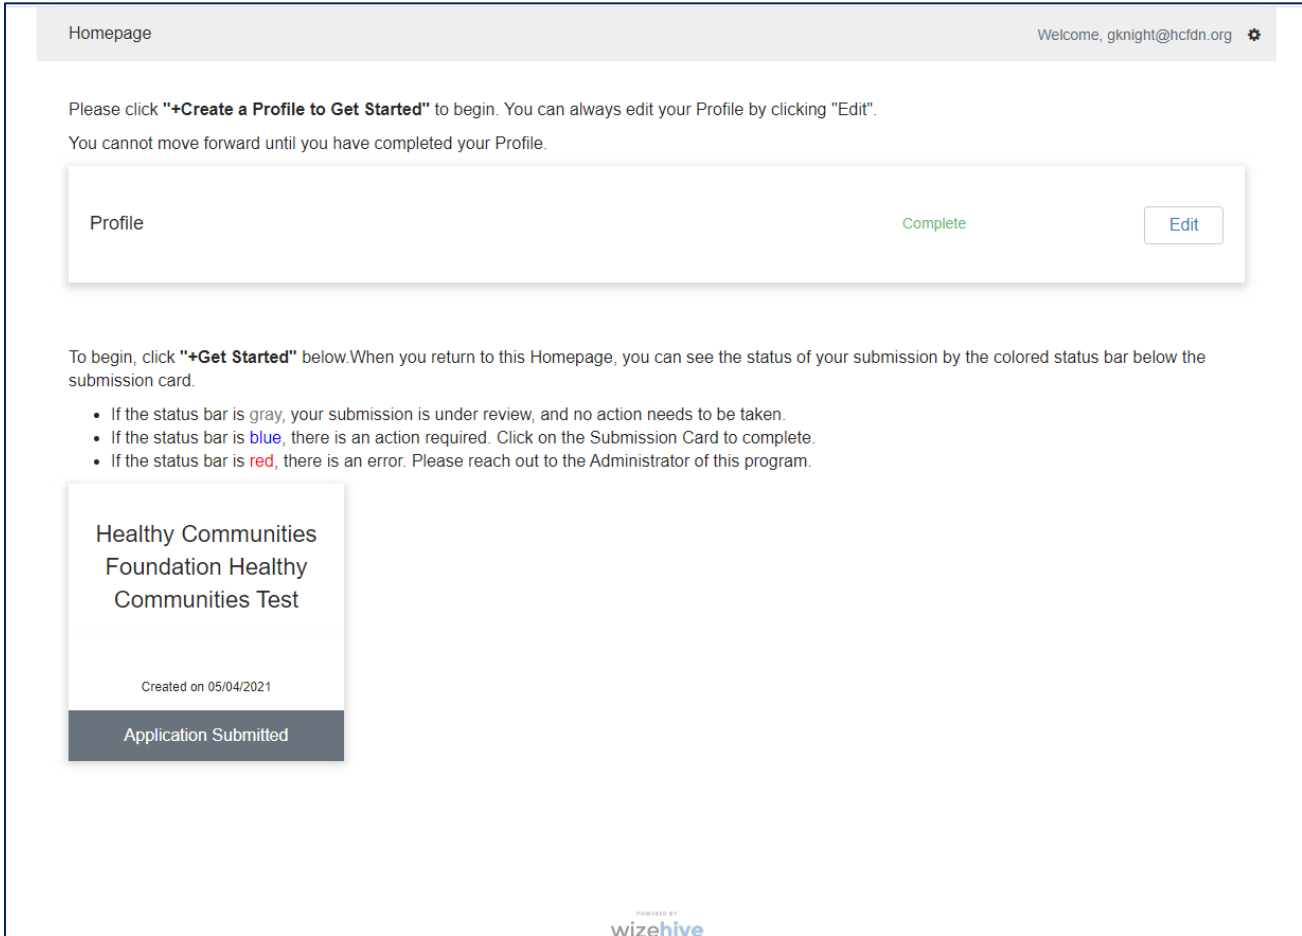 Homepage
Welcome, gknight@hcfdn.org
Please click "+Create a Profile to Get Started" to begin. You can always edit your Profile by clicking "Edit".
You cannot move forward until you have completed your Profile.
Profile
Complete
Edit
To begin, click "+Get Started" below.When you return to this Homepage, you can see the status of your submission by the colored status bar below the
submission card.
• If the status bar is gray, your submission is under review, and no action needs to be taken.
• If the status bar is blue, there is an action required. Click on the Submission Card to complete.
• If the status bar is red, there is an error. Please reach out to the Administrator of this program.
Healthy Communities
Foundation Healthy
Communities Test
Created on 05/04/2021
Application Submitted
POWERED BY
wizehive